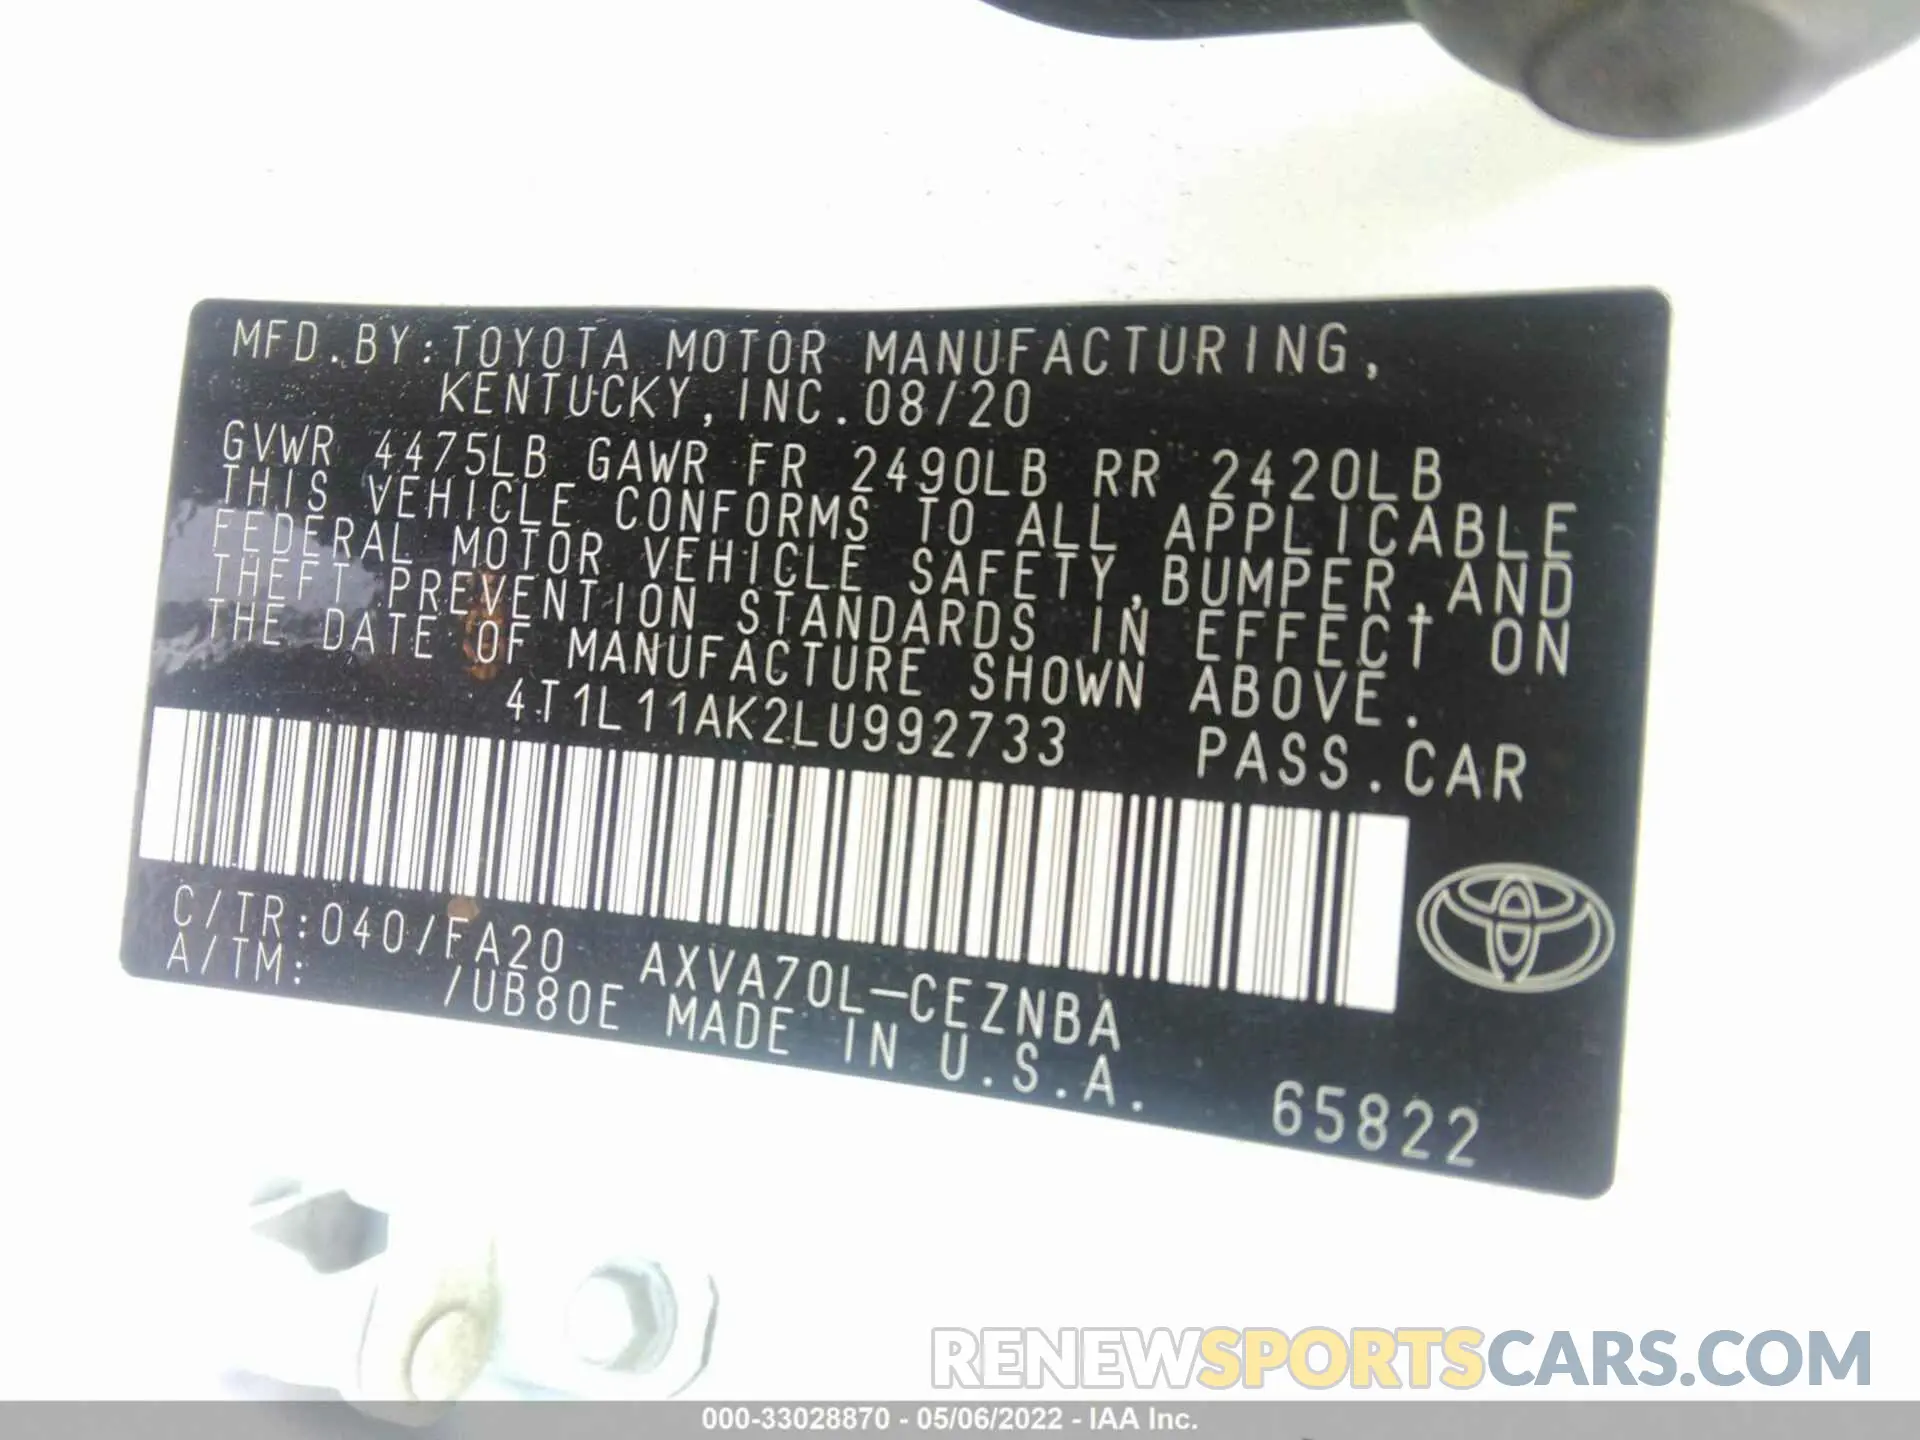 MFD.BY:TOYOTA MOTOR MANUFACTURING,
KENTUCKY,INC.08/20
GVWR 4475LB GAWR FR 2490LB RR 2420LB
THIS VEHICLE CONFORMS TO ALL APPLICABLE
FEDERAL MOTOR VEHICLE SAFETY,BUMPER,AND
THEFT PREVENTION STANDARDS IN EFFECT ON
THE DATE OF MANUFACTURE SHOWN ABOVE.
4T1L11AK2LU992733 PASS.CAR
C/TR:040/FA20 AXVA70L-CEZNBA
A/TM: /UB80E MADE IN U.S.A.
65822
RENEWSPORTSCARS.COM
000-33028870 - 05/06/2022 - IAA Inc.